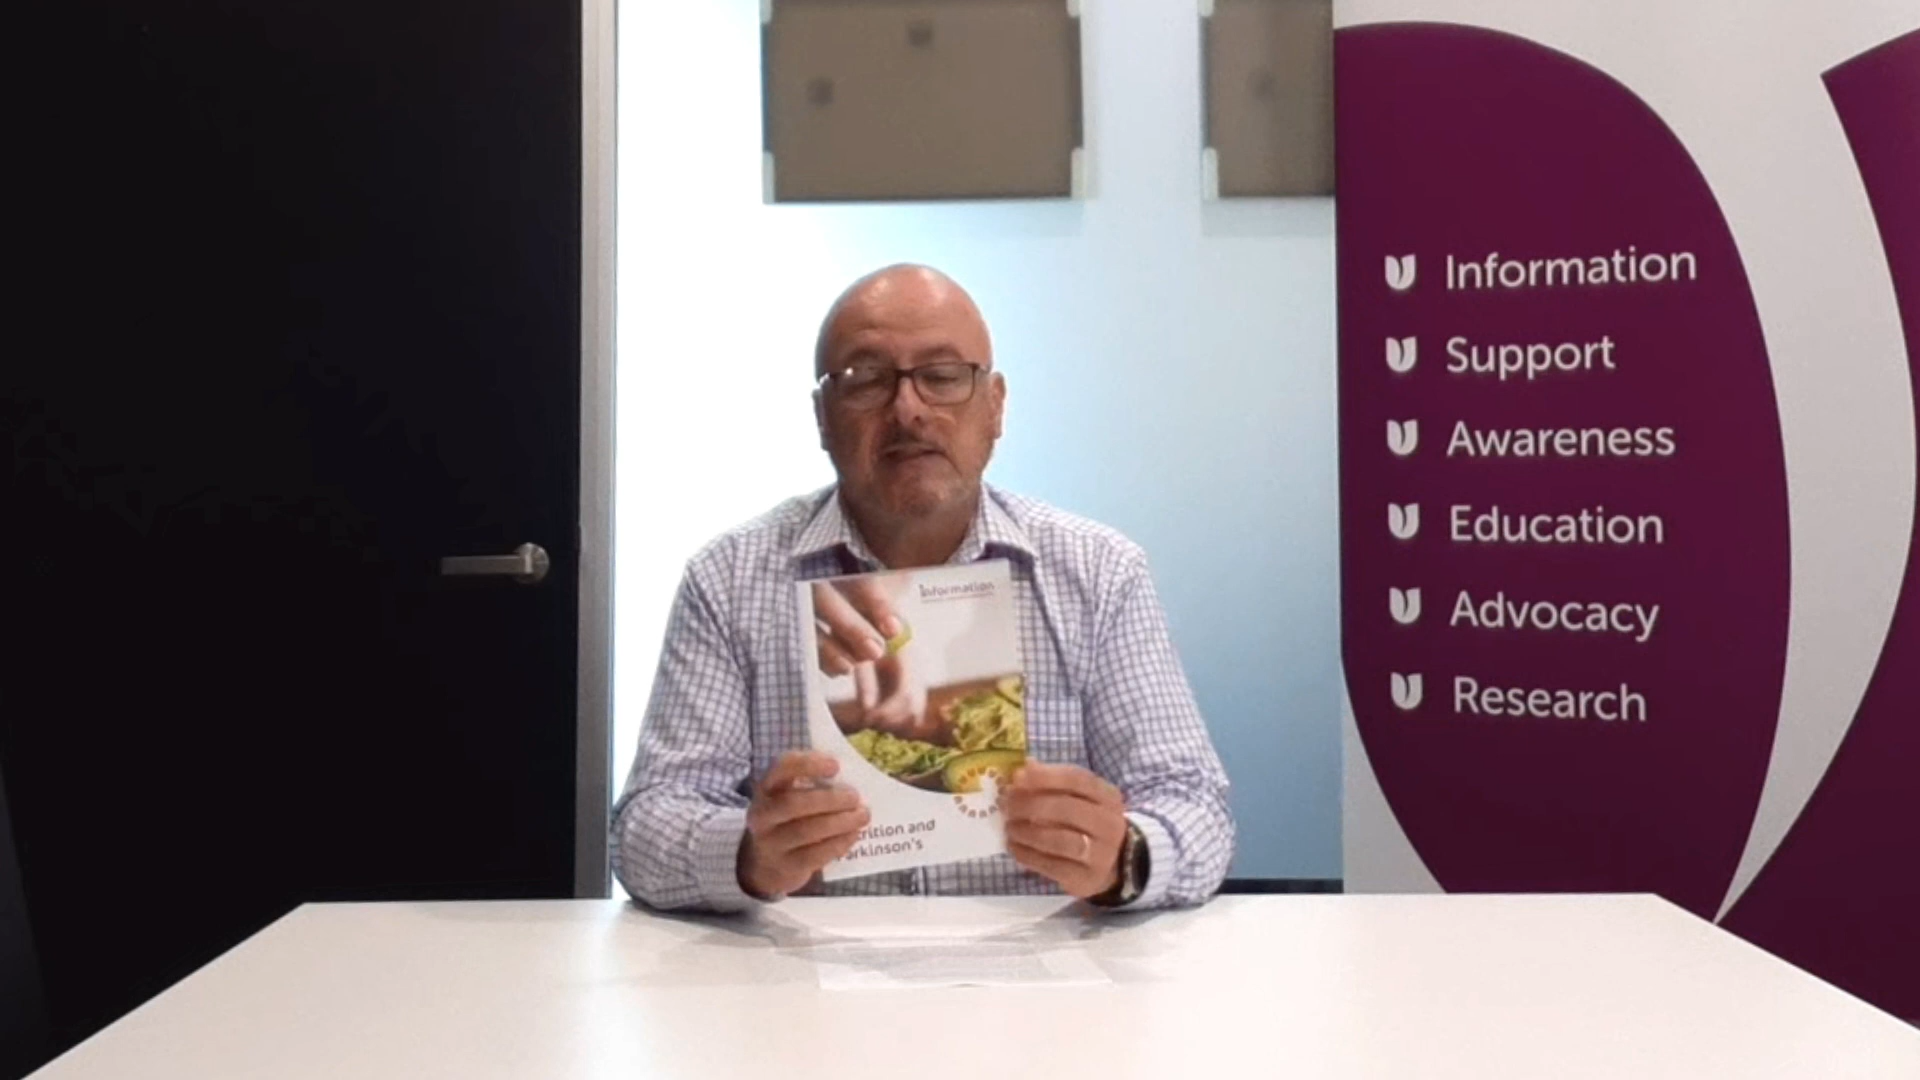 Information
Support
Awareness
Education
Advocacy
Research
Information
trition and
arkinson's